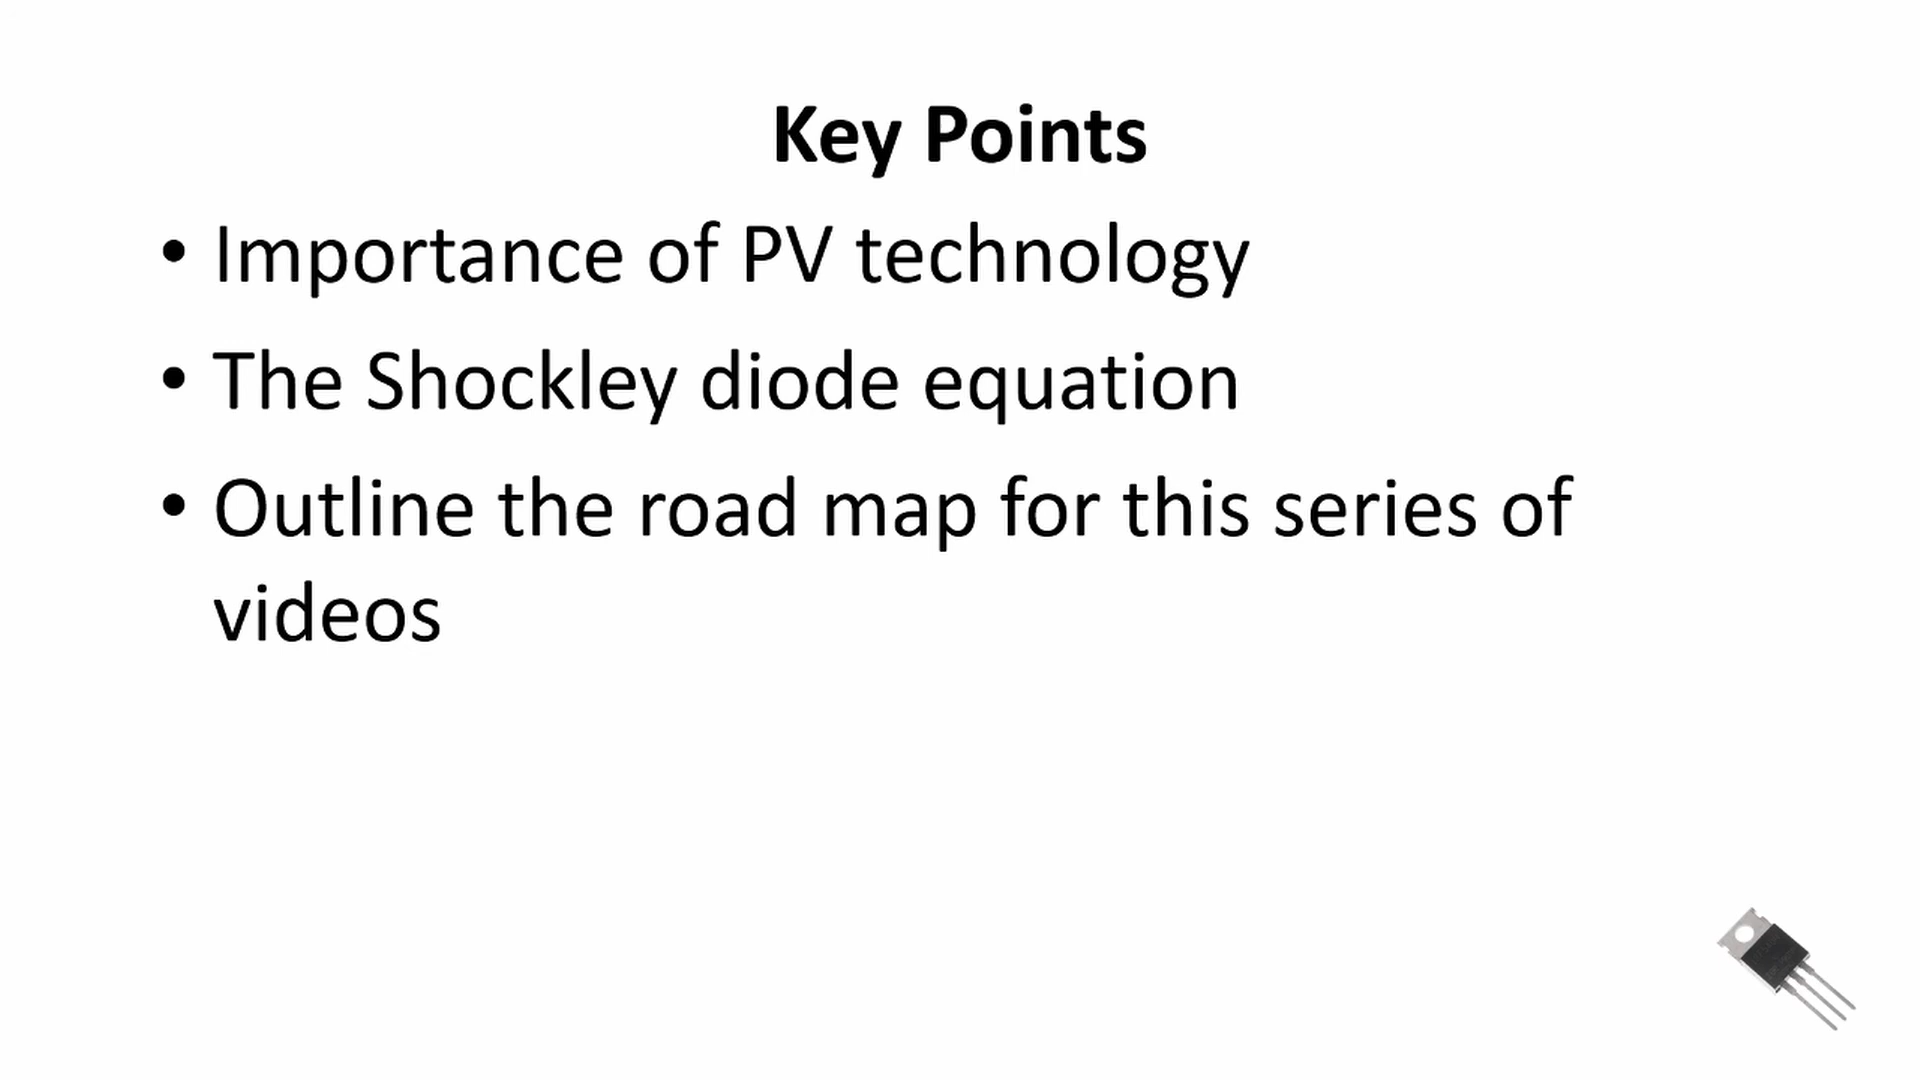 Key Points
• Importance of PV technology
• The Shockley diode equation
• Outline the road map for this series of
videos